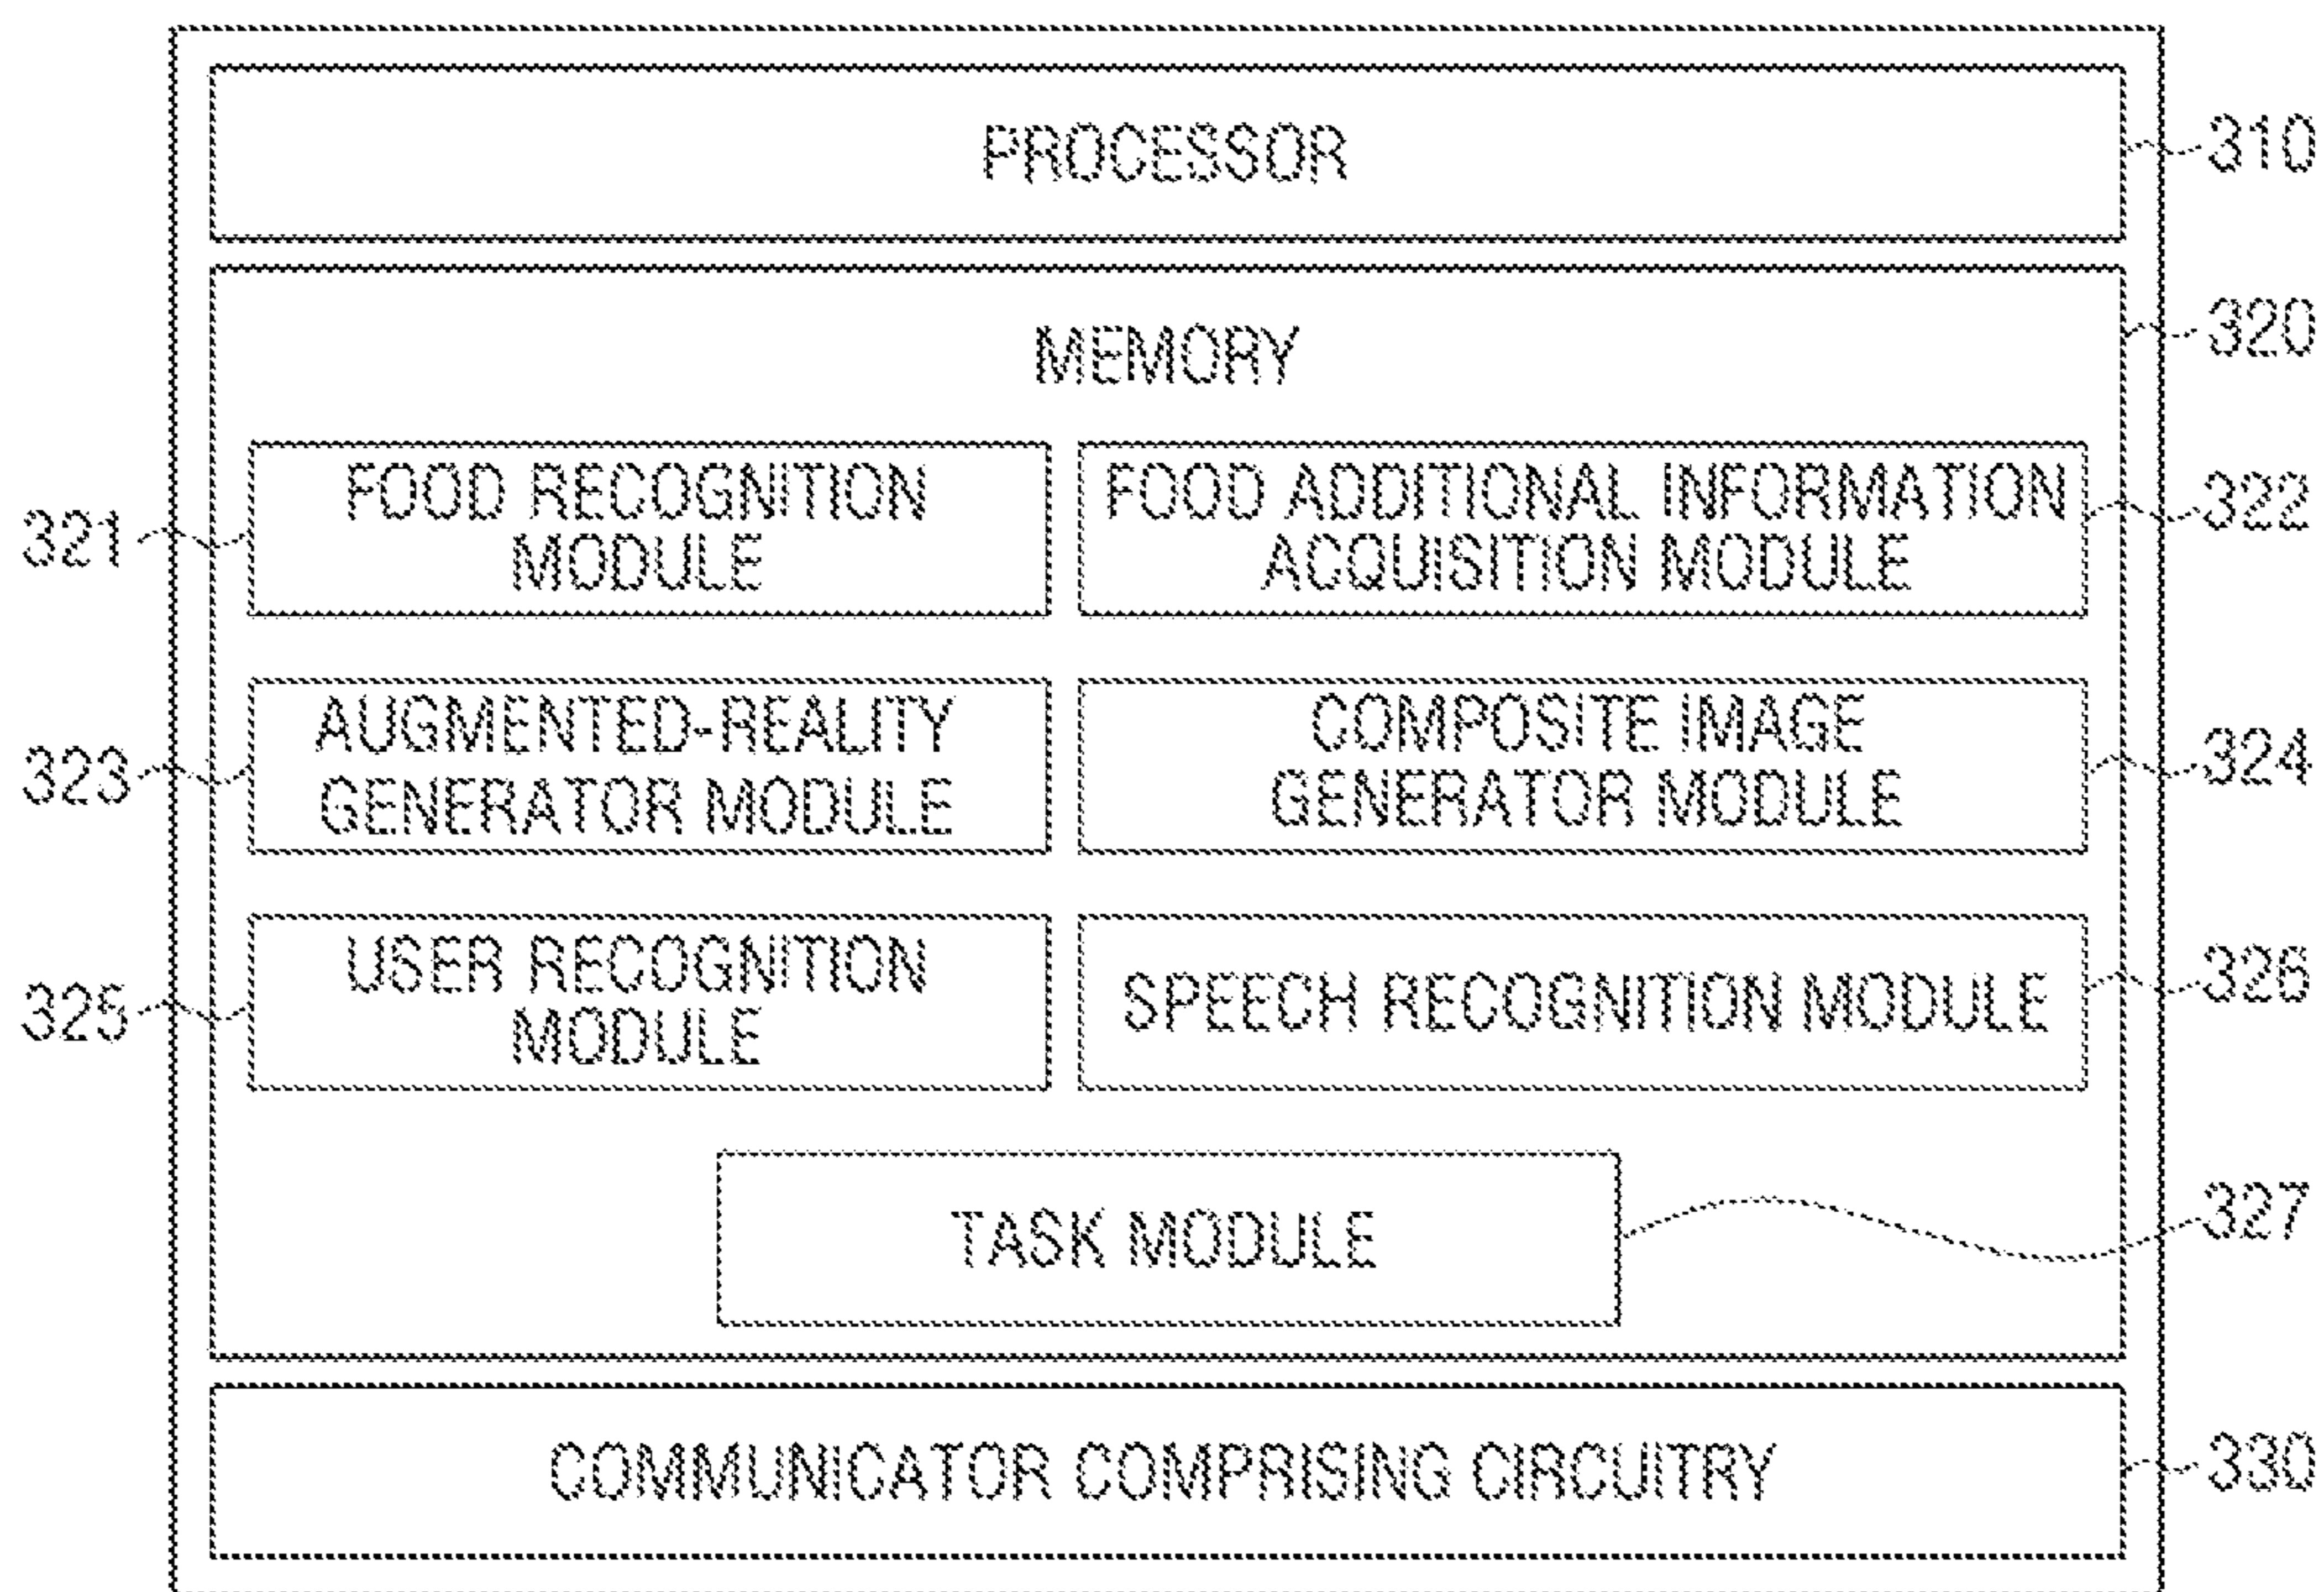 PROCESSOR
310
MEMORY
320
FOOD RECOGNITION
MODULE
321
FOOD ADDITIONAL INFORMATION
ACQUISITION MODULE
322
AUGMENTED-REALITY
GENERATOR MODULE
323
COMPOSITE IMAGE
GENERATOR MODULE
324
USER RECOGNITION
MODULE
325
SPEECH RECOGNITION MODULE
326
TASK MODULE
327
COMMUNICATOR COMPRISING CIRCUITRY
330